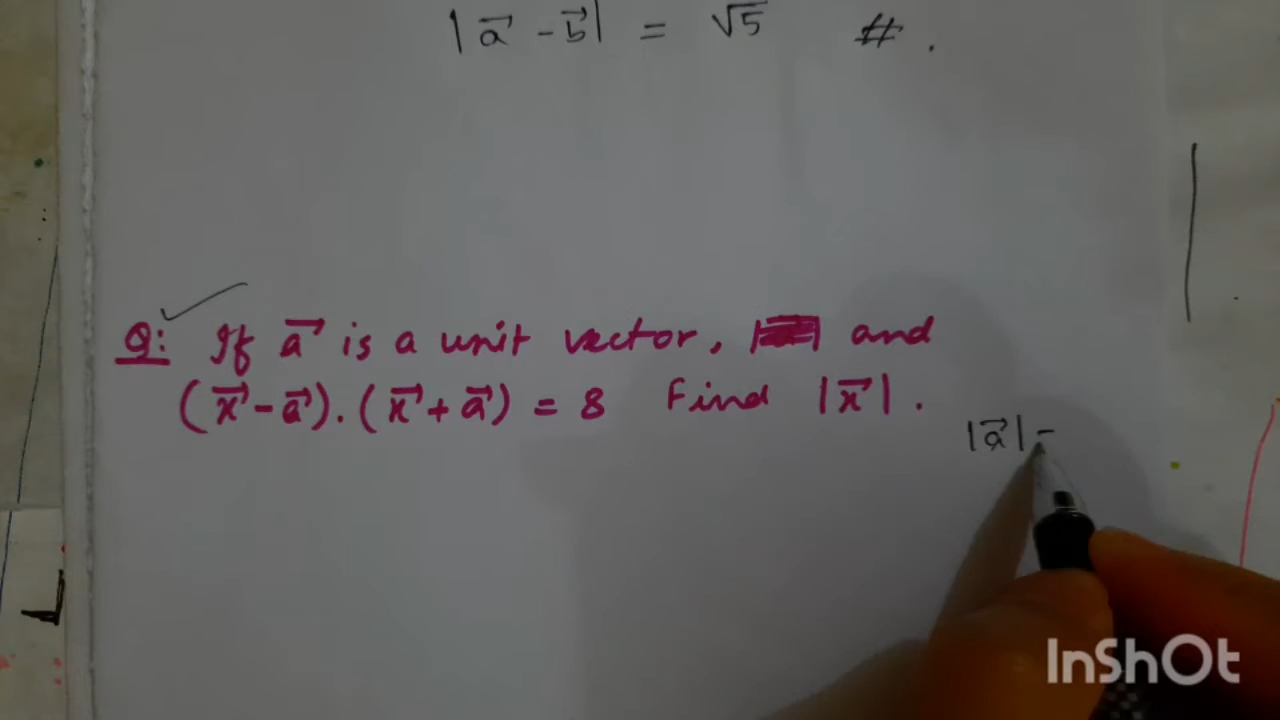 |a⃗ - b⃗| = √5 # .
Q: If a⃗ is a unit vector, and
(x⃗ - a⃗).(x⃗ + a⃗) = 8 Find |x⃗|.
|a⃗| -
InShOt